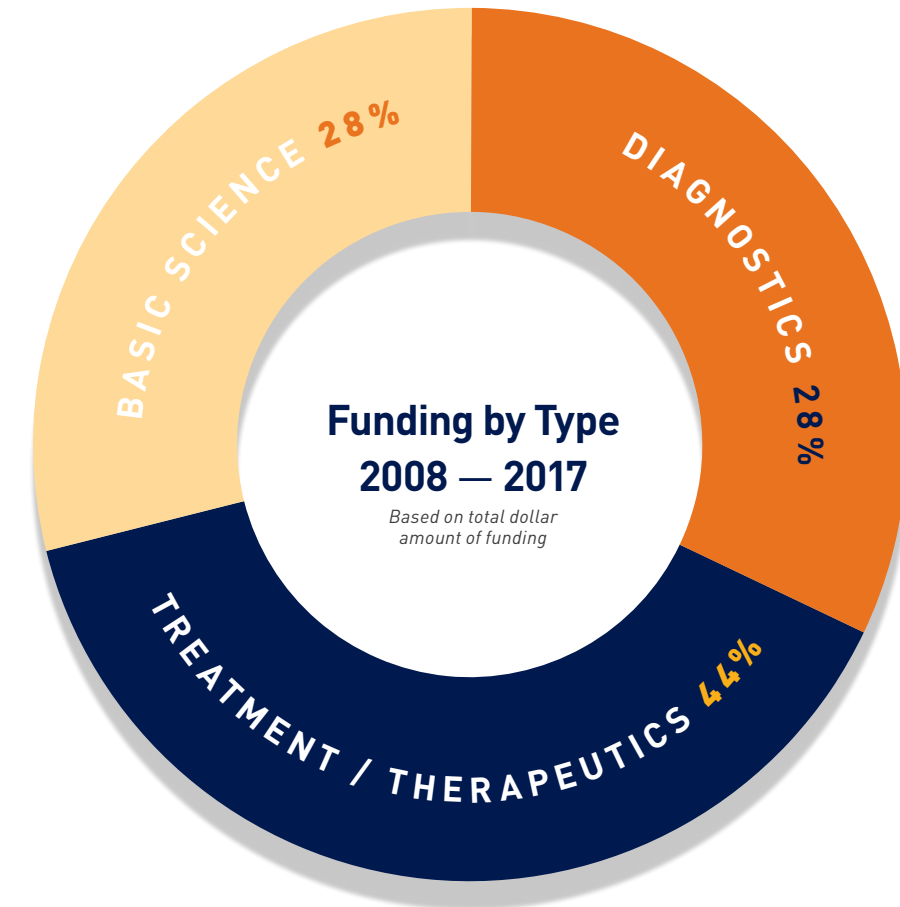 BASIC SCIENCE 28%
DIAGNOSTICS 28%
Funding by Type
2008 — 2017
Based on total dollar
amount of funding
TREATMENT / THERAPEUTICS 44%